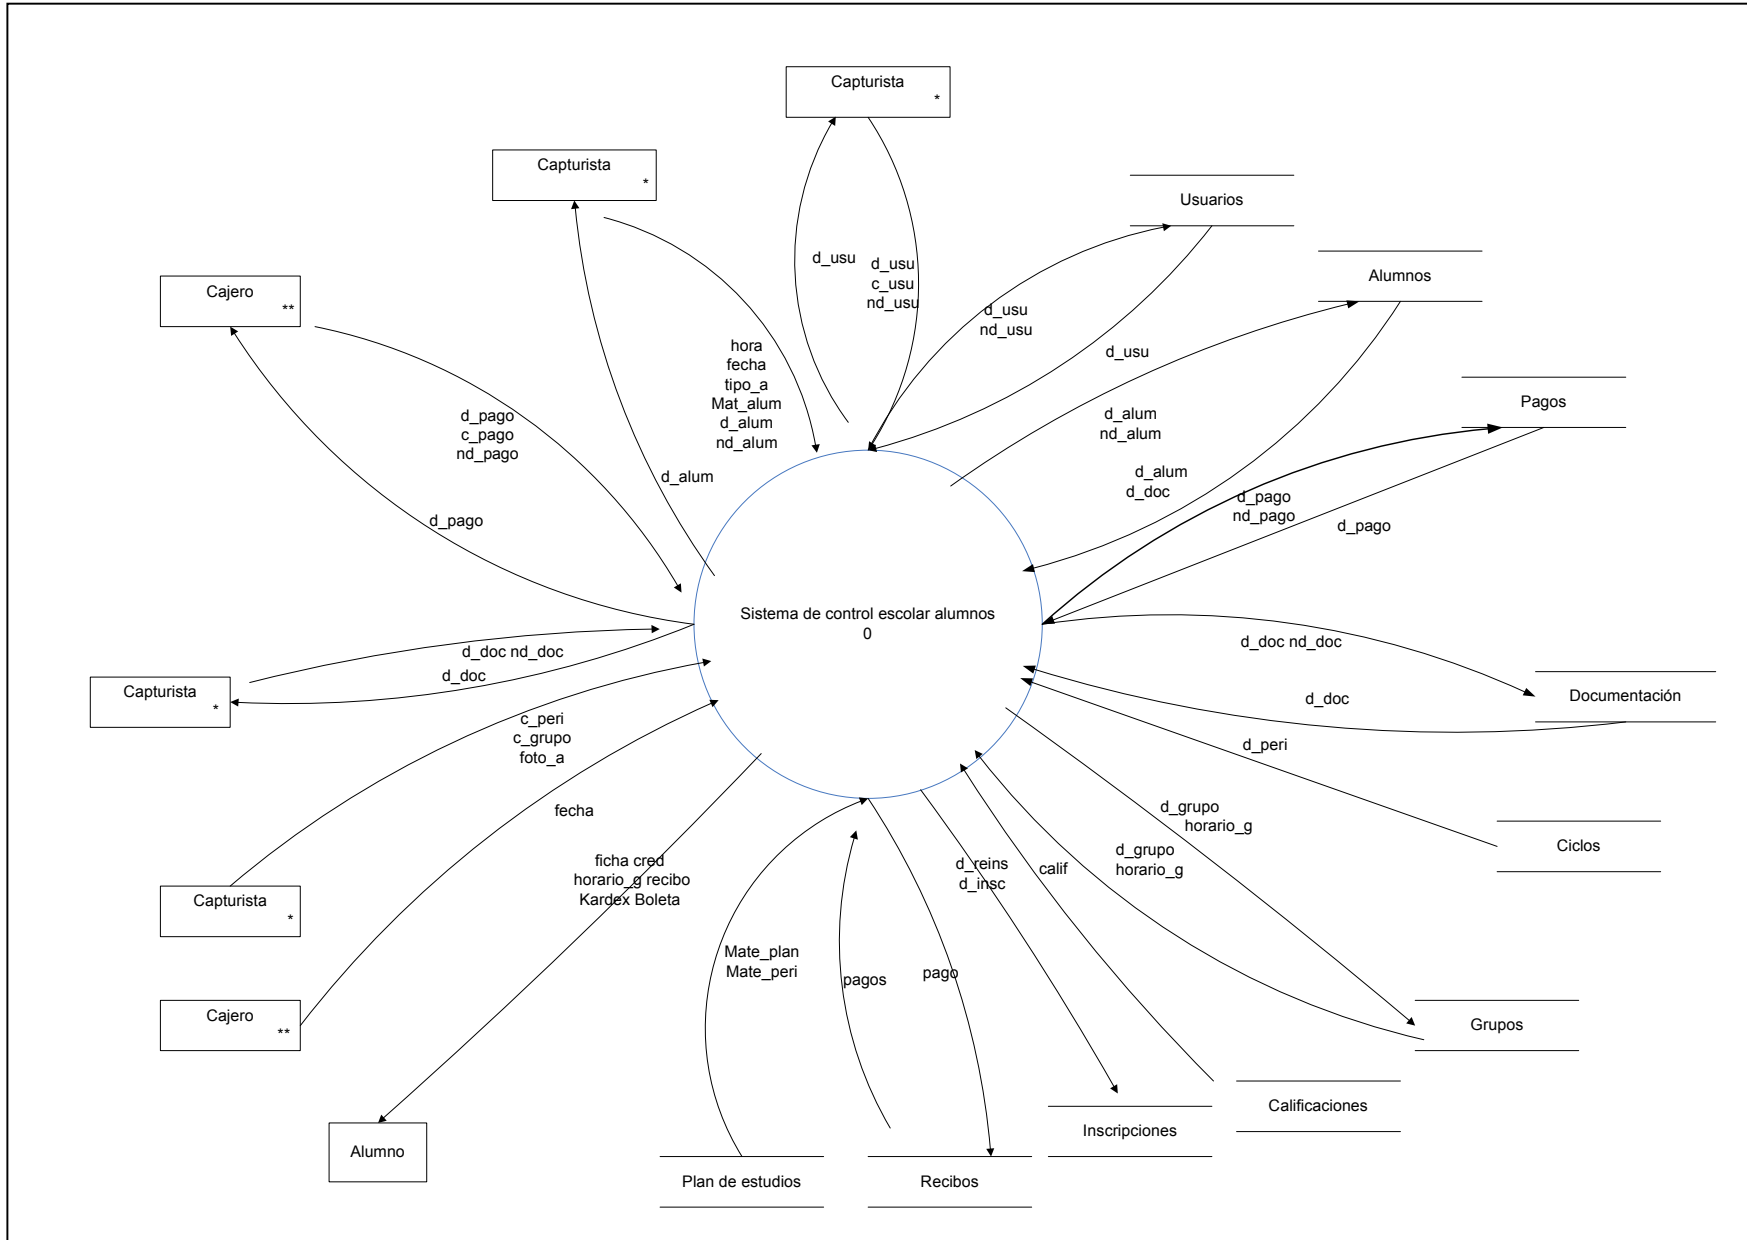 Capturista
*
Capturista
*
Usuarios
Alumnos
Cajero
**
d_usu
d_usu
c_usu
nd_usu
d_usu
nd_usu
d_usu
hora
fecha
tipo_a
Mat_alum
d_alum
nd_alum
Pagos
d_pago
c_pago
nd_pago
d_alum
nd_alum
d_alum
d_alum
d_doc
d_pago
nd_pago
d_pago
d_pago
Sistema de control escolar alumnos
0
d_doc nd_doc
d_doc
d_doc nd_doc
Capturista
*
Documentación
d_doc
c_peri
c_grupo
foto_a
d_peri
fecha
d_grupo
horario_g
Ciclos
ficha cred
horario_g recibo
Kardex Boleta
d_reins
d_insc
calif
d_grupo
horario_g
Capturista
*
Mate_plan
Mate_peri
pagos
pago
Cajero
**
Grupos
Calificaciones
Inscripciones
Alumno
Plan de estudios
Recibos